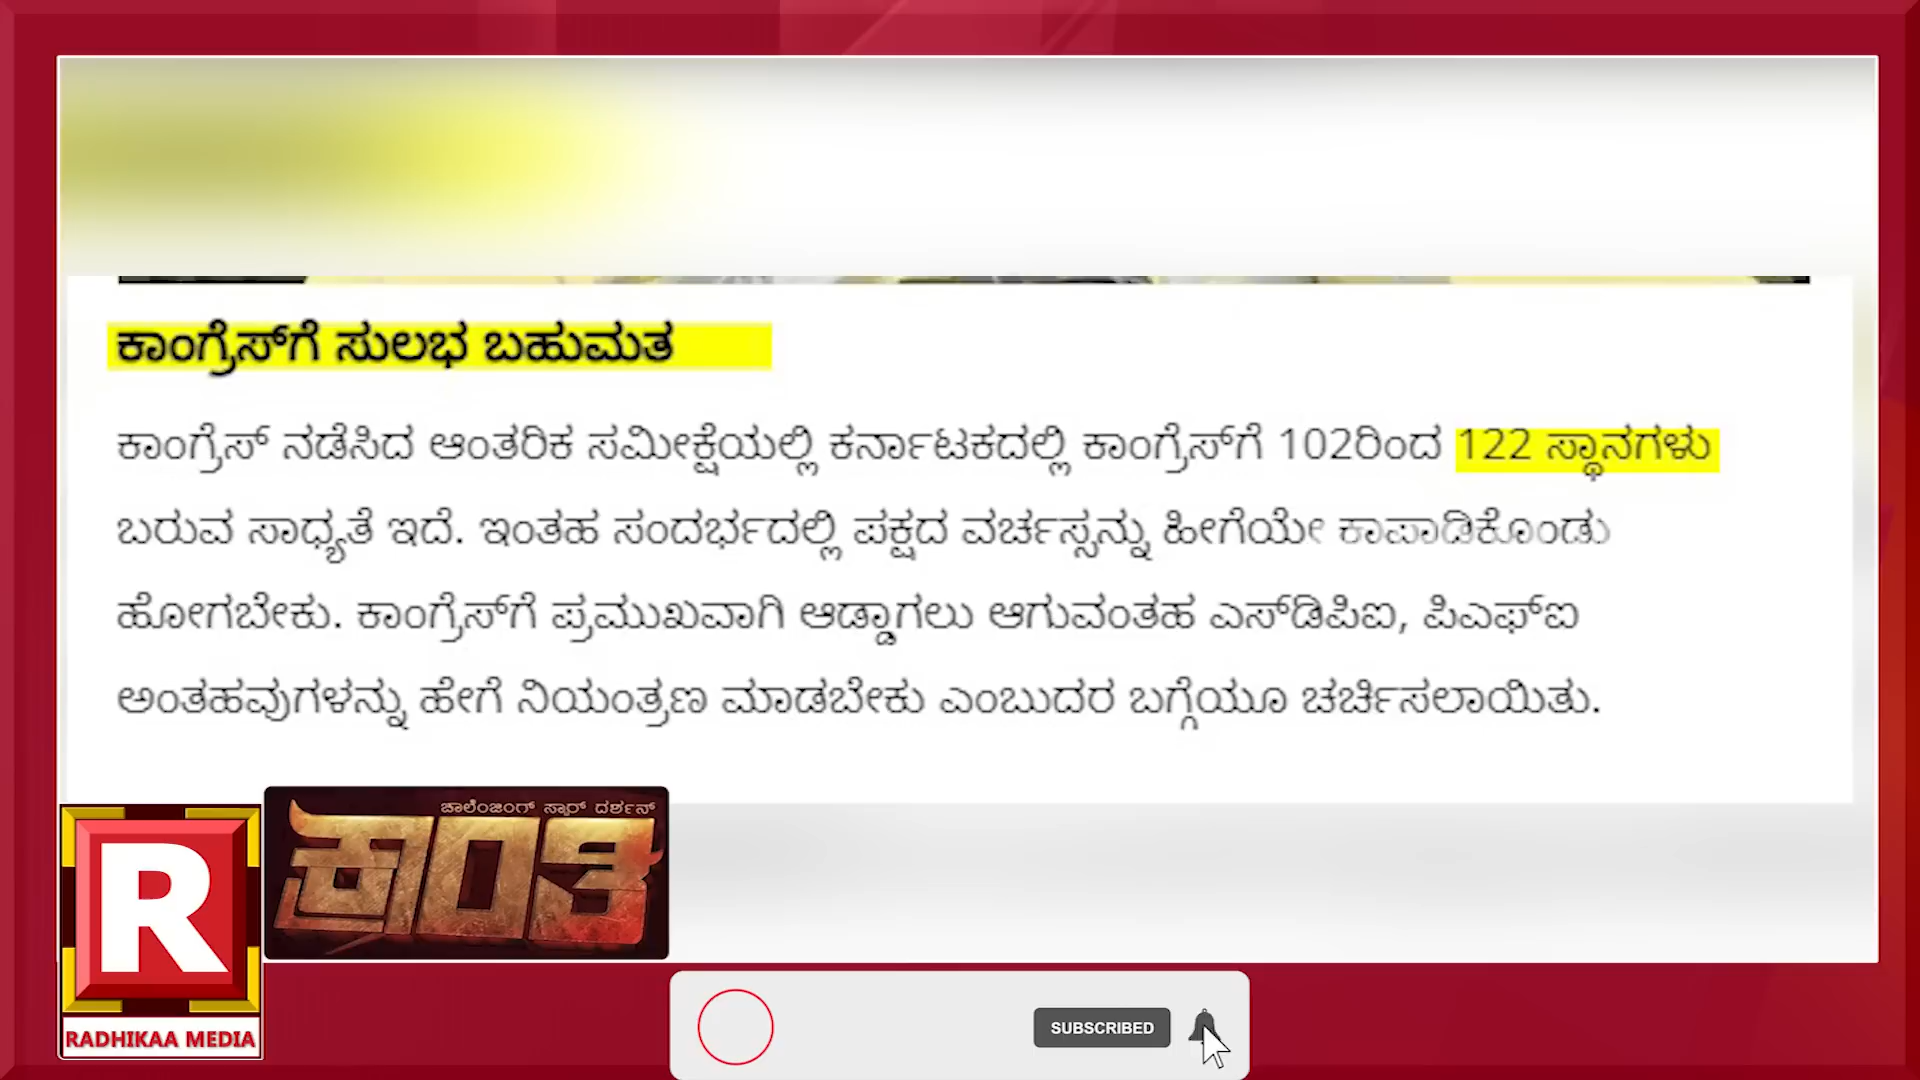 ಕಾಂಗ್ರೆಸ್‌ಗೆ ಸುಲಭ ಬಹುಮತ
ಕಾಂಗ್ರೆಸ್ ನಡೆಸಿದ ಆಂತರಿಕ ಸಮೀಕ್ಷೆಯಲ್ಲಿ ಕರ್ನಾಟಕದಲ್ಲಿ ಕಾಂಗ್ರೆಸ್‌ಗೆ 102ರಿಂದ 122 ಸ್ಥಾನಗಳು
ಬರುವ ಸಾಧ್ಯತೆ ಇದೆ. ಇಂತಹ ಸಂದರ್ಭದಲ್ಲಿ ಪಕ್ಷದ ವರ್ಚಸ್ಸನ್ನು ಹೀಗೆಯೇ ಕಾಪಾಡಿಕೊಂಡು
ಹೋಗಬೇಕು. ಕಾಂಗ್ರೆಸ್‌ಗೆ ಪ್ರಮುಖವಾಗಿ ಆಡ್ಡಾಗಲು ಆಗುವಂತಹ ಎಸ್‌ಡಿಪಿಐ, ಪಿಎಫ್‌ಐ
ಅಂತಹವುಗಳನ್ನು ಹೇಗೆ ನಿಯಂತ್ರಣ ಮಾಡಬೇಕು ಎಂಬುದರ ಬಗ್ಗೆಯೂ ಚರ್ಚಿಸಲಾಯಿತು.
ಚಾಲೆಂಜಿಂಗ್ ಸ್ಟಾರ್ ದರ್ಶನ್
ಕ್ರಾಂತಿ
R
RADHIKAA MEDIA
SUBSCRIBED